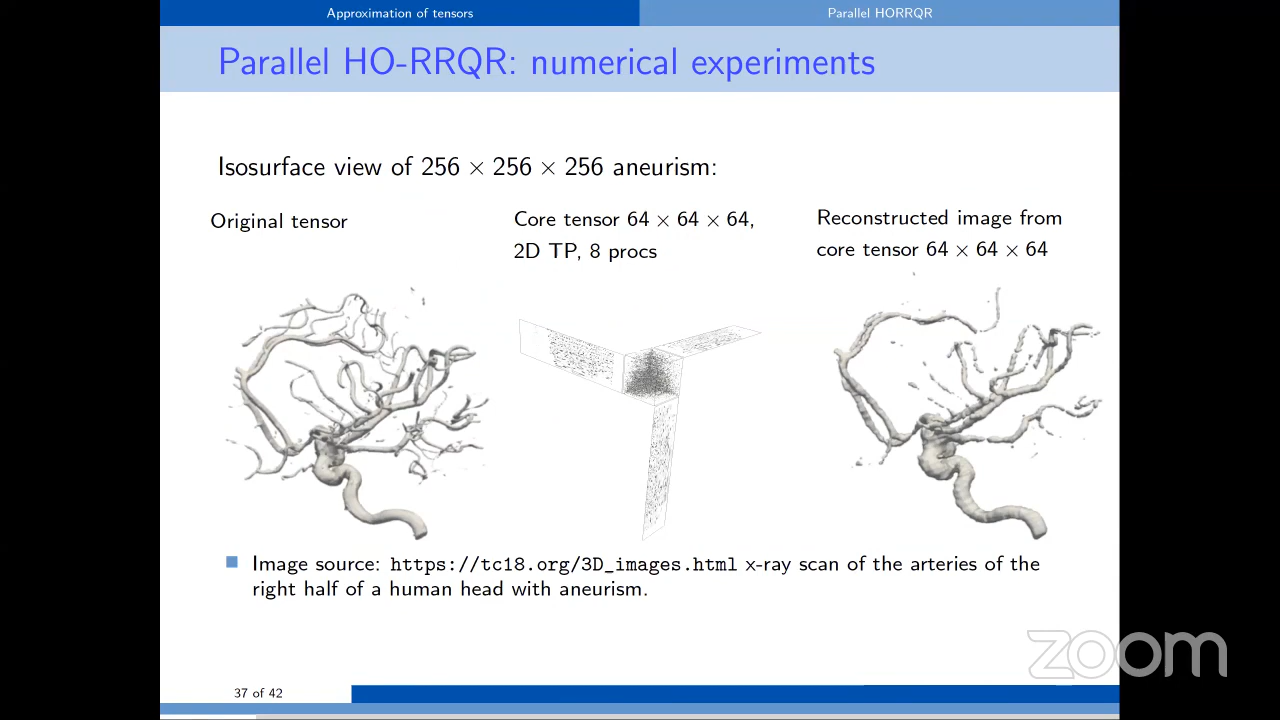 Approximation of tensors
Parallel HORRQR
Parallel HO-RRQR: numerical experiments
Isosurface view of 256 × 256 × 256 aneurism:
Original tensor
Core tensor 64 × 64 × 64,
2D TP, 8 procs
Reconstructed image from
core tensor 64 × 64 × 64
Image source: https://tc18.org/3D_images.html x-ray scan of the arteries of the
right half of a human head with aneurism.
zoom
37 of 42